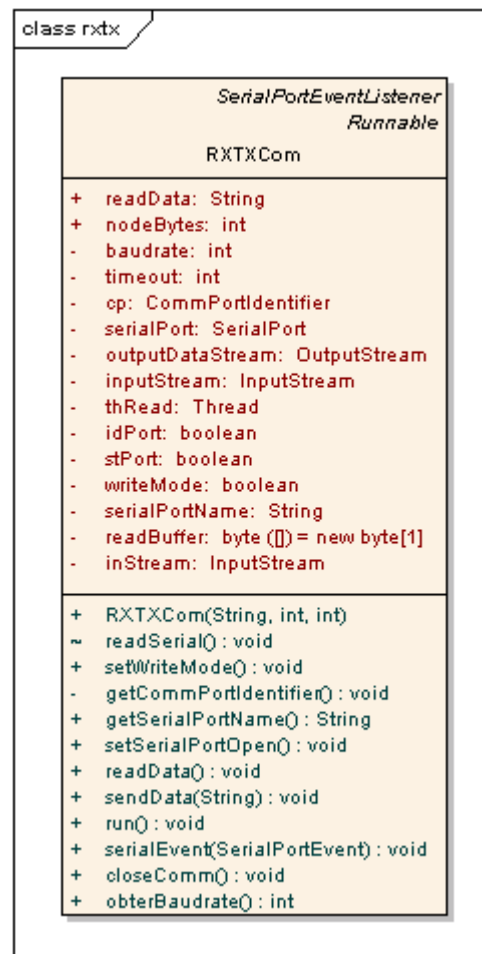 class rxtx
SerialPortEventListener
Runnable
RXTXCom
+ readData: String
+ nodeBytes: int
- baudrate: int
- timeout: int
- cp: CommPortIdentifier
- serialPort: SerialPort
- outputDataStream: OutputStream
- inputStream: InputStream
- thRead: Thread
- idPort: boolean
- stPort: boolean
- writeMode: boolean
- serialPortName: String
- readBuffer: byte ([]) = new byte[1]
- inStream: InputStream
+ RXTXCom(String, int, int)
~ readSerial() : void
+ setWriteMode() : void
- getCommPortIdentifier() : void
+ getSerialPortName() : String
+ setSerialPortOpen() : void
+ readData() : void
+ sendData(String) : void
+ run() : void
+ serialEvent(SerialPortEvent) : void
+ closeComm() : void
+ obterBaudrate() : int